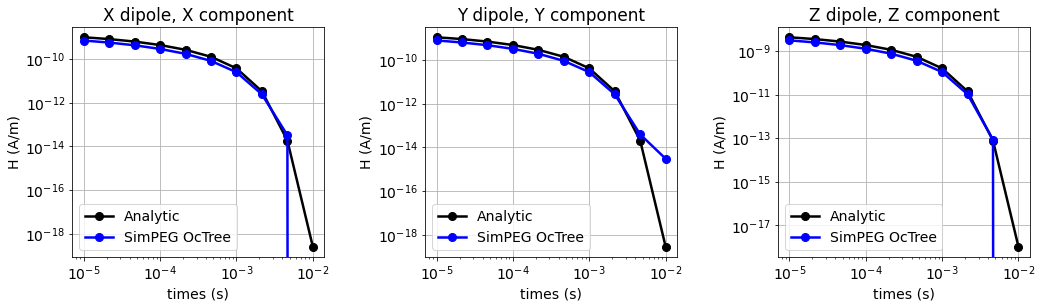 X dipole, X component
H (A/m)
10⁻¹⁰
10⁻¹²
10⁻¹⁴
10⁻¹⁶
10⁻¹⁸
Analytic
SimPEG OcTree
10⁻⁵ 10⁻⁴ 10⁻³ 10⁻²
times (s)
Y dipole, Y component
H (A/m)
10⁻¹⁰
10⁻¹²
10⁻¹⁴
10⁻¹⁶
10⁻¹⁸
Analytic
SimPEG OcTree
10⁻⁵ 10⁻⁴ 10⁻³ 10⁻²
times (s)
Z dipole, Z component
H (A/m)
10⁻⁹
10⁻¹¹
10⁻¹³
10⁻¹⁵
10⁻¹⁷
Analytic
SimPEG OcTree
10⁻⁵ 10⁻⁴ 10⁻³ 10⁻²
times (s)